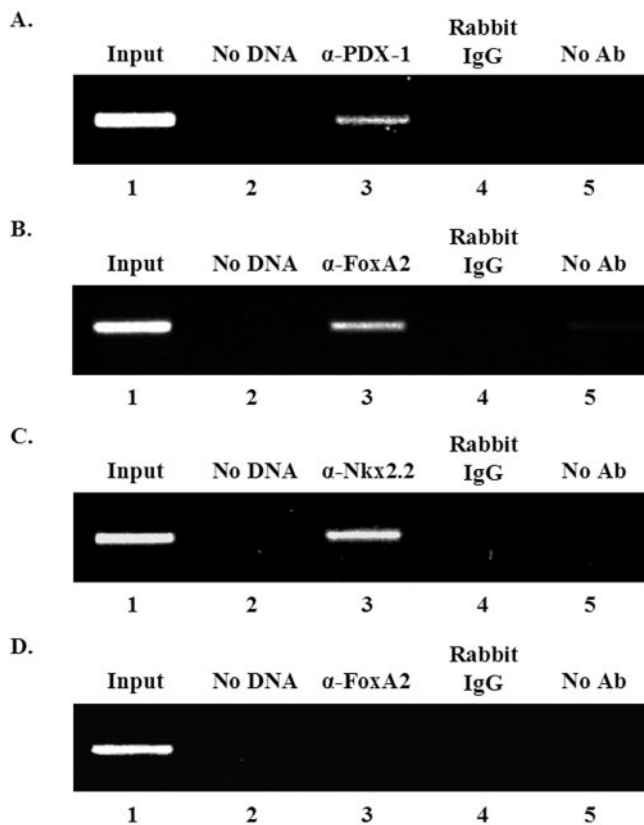 A.
Input No DNA α-PDX-1 Rabbit IgG No Ab
1 2 3 4 5
B.
Input No DNA α-FoxA2 Rabbit IgG No Ab
1 2 3 4 5
C.
Input No DNA α-Nkx2.2 Rabbit IgG No Ab
1 2 3 4 5
D.
Input No DNA α-FoxA2 Rabbit IgG No Ab
1 2 3 4 5